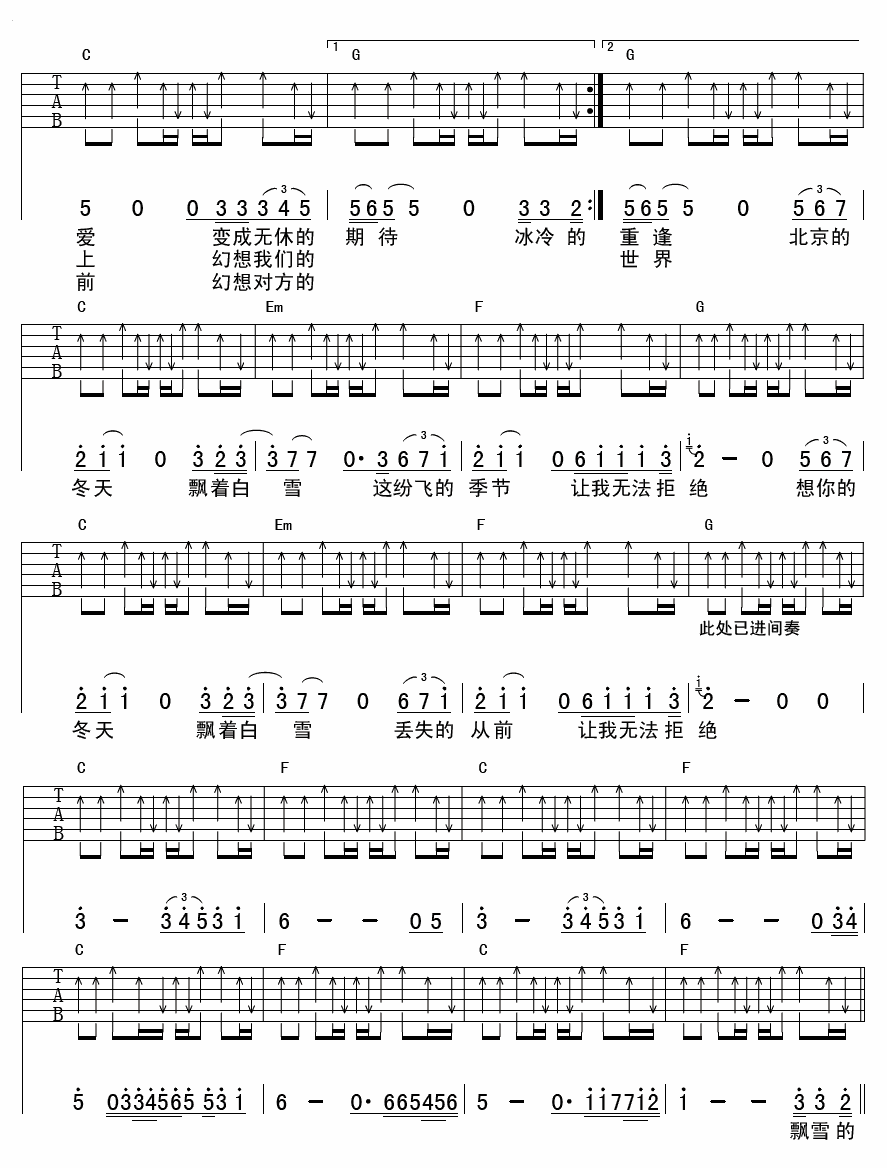 1 2
C G G
T
A
B
3
3
5 0 0 3 3 3 4 5 5 6 5 5 0 3 3 2 5 6 5 5 0 5 6 7
爱 变成无休的 期 待 冰冷 的 重 逢 北京的
上 幻想我们的 世 界
前 幻想对方的
C Em F G
T
A
B
3 3
2 1 1 0 3 2 3 3 7 7 0· 3 6 7 1 2 1 1 0 6 1 1 1 3 i 2 - 0 5 6 7
冬天 飘着白 雪 这纷飞的 季节 让我无法拒 绝 想你的
C Em F G
T
A
B
此处已进间奏
3
2 1 1 0 3 2 3 3 7 7 0 6 7 1 2 1 1 0 6 1 1 1 3 i 2 - 0 0
冬天 飘着白 雪 丢失的 从前 让我无法拒 绝
C F C F
T
A
B
3 3
3 - 3 4 5 3 1 6 - - 0 5 3 - 3 4 5 3 1 6 - - 0 3 4
C F C F
T
A
B
5 0 3 3 4 5 6 5 5 3 1 6 - 0· 6 6 5 4 5 6 5 - 0· 1 1 7 7 1 2 1 - - 3 3 2
飘雪 的